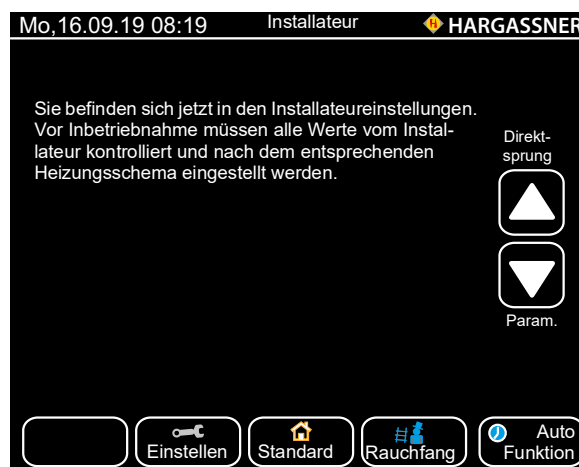 Mo,16.09.19 08:19 Installateur H HARGASSNER
Sie befinden sich jetzt in den Installateureinstellungen.
Vor Inbetriebnahme müssen alle Werte vom Instal-
lateur kontrolliert und nach dem entsprechenden
Heizungsschema eingestellt werden.
Direkt-
sprung
Param.
Einstellen
Standard
Rauchfang
Auto
Funktion